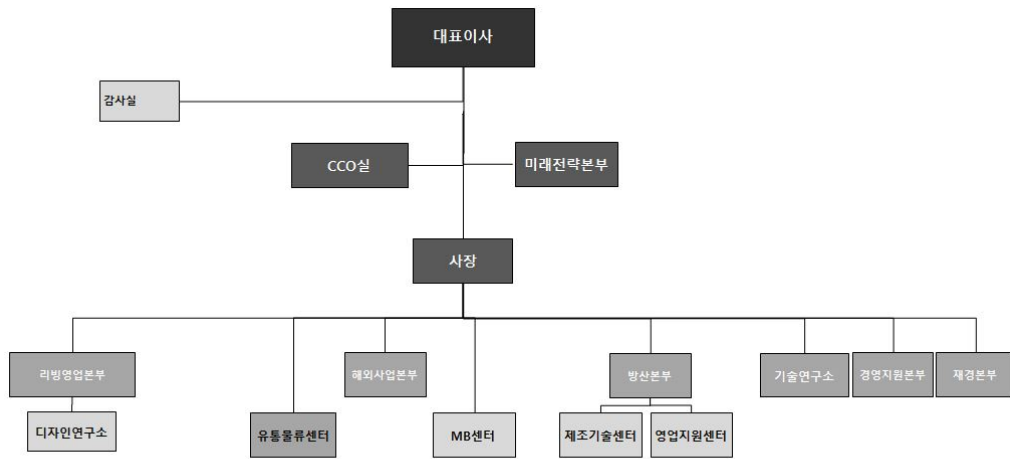 대표이사
감사실
CCO실
미래전략본부
사장
리빙영업본부
해외사업본부
방산본부
기술연구소
경영지원본부
재경본부
디자인연구소
유통물류센터
MB센터
제조기술센터
영업지원센터